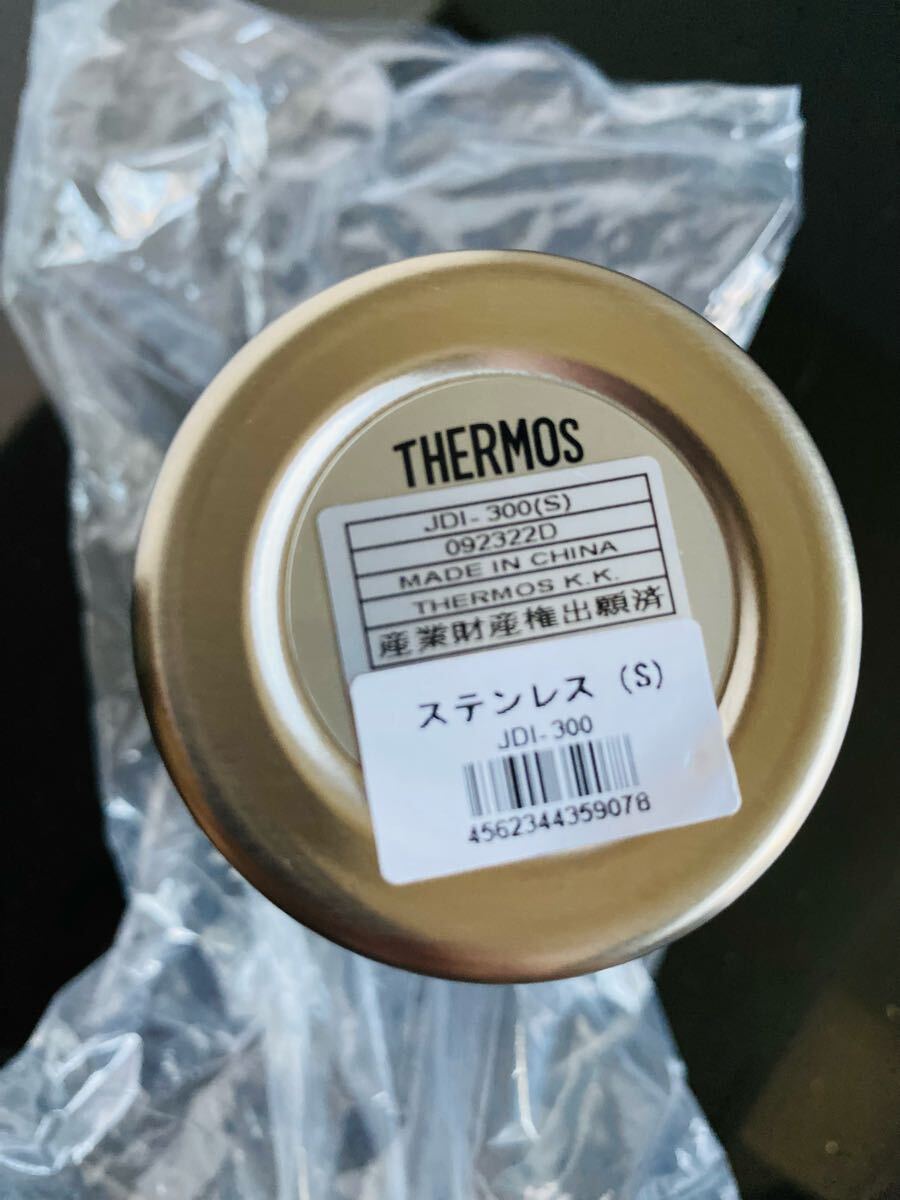 THERMOS
JDI-300(S)
092322D
MADE IN CHINA
THERMOS K.K.
産業財産権出願済
ステンレス (S)
JDI-300
4562344359078